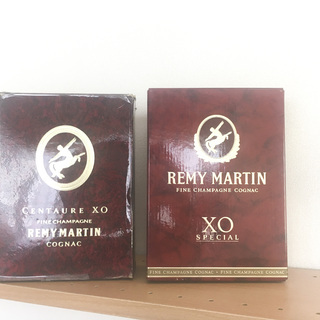 CENTAURE XO
FINE CHAMPAGNE
REMY MARTIN
COGNAC
REMY MARTIN
FINE CHAMPAGNE COGNAC
XO
SPECIAL
FINE CHAMPAGNE COGNAC • FINE CHAMPAGNE COGNAC